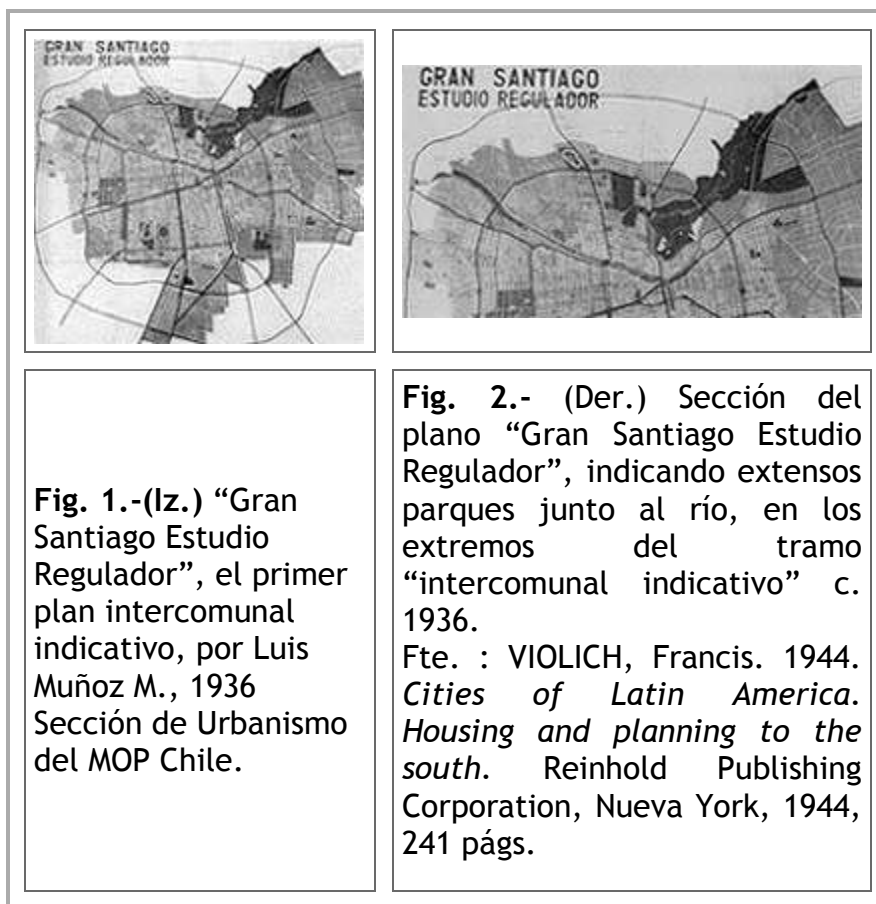 GRAN SANTIAGO
ESTUDIO REGULADOR
GRAN SANTIAGO
ESTUDIO REGULADOR
Fig. 1.-(Iz.) “Gran
Santiago Estudio
Regulador”, el primer
plan intercomunal
indicativo, por Luis
Muñoz M., 1936
Sección de Urbanismo
del MOP Chile.
Fig. 2.- (Der.) Sección del
plano “Gran Santiago Estudio
Regulador”, indicando extensos
parques junto al río, en los
extremos del tramo
“intercomunal indicativo” c.
1936.
Fte. : VIOLICH, Francis. 1944.
Cities of Latin America.
Housing and planning to the
south. Reinhold Publishing
Corporation, Nueva York, 1944,
241 págs.